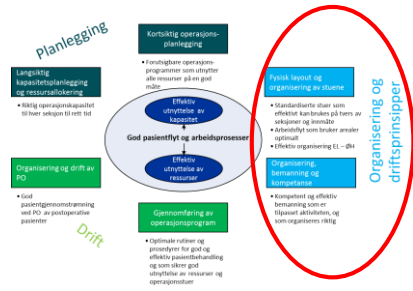 Planlegging
Kortsiktig operasjons-
planlegging
• Forutsigbare operasjons-
programmer som utnytter
alle ressurser på en god
måte
Langsiktig
kapasitetsplanlegging
og ressursallokering
• Riktig operasjonskapasitet
til hver seksjon til rett tid
Fysisk layout og
organisering av stuene
• Standardiserte stuer som
effektivt kan brukes på tvers av
seksjoner og inn måte
• Arbeidsflyt som bruker arealer
optimalt
• Effektiv organisering EL – ØH
Effektiv
utnyttelse av
kapasitet
God pasientflyt og arbeidsprosesser
Effektiv
utnyttelse av
ressurser
Organisering og drift av
PO
• God
pasientgjennomstrømning
ved PO av postoperative
pasienter
Organisering,
bemanning og
kompetanse
• Kompetent og effektiv
bemanning som er
tilpasset aktiviteten, og
som organiseres riktig
Gjennomføring av
operasjonsprogram
• Optimale rutiner og
prosedyrer for god og
effektiv pasientbehandling
og som sikrer god
utnyttelse av ressurser og
operasjonsstuer
Drift
Organisering og
driftsprinsipper